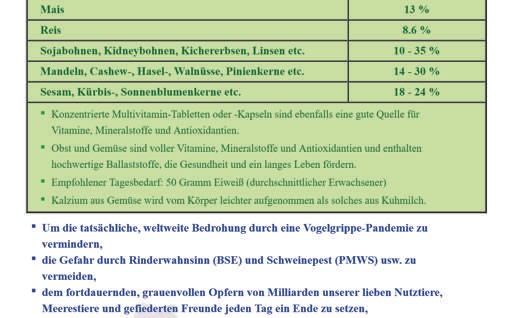 Mais 13 %
Reis 8.6 %
Sojabohnen, Kidneybohnen, Kichererbsen, Linsen etc. 10 - 35 %
Mandeln, Cashew-, Hasel-, Walnüsse, Pinienkerne etc. 14 - 30 %
Sesam, Kürbis-, Sonnenblumenkerne etc. 18 - 24 %
▪ Konzentrierte Multivitamin-Tabletten oder -Kapseln sind ebenfalls eine gute Quelle für
Vitamine, Mineralstoffe und Antioxidantien.
▪ Obst und Gemüse sind voller Vitamine, Mineralstoffe und Antioxidantien und enthalten
hochwertige Ballaststoffe, die Gesundheit und ein langes Leben fördern.
▪ Empfohlener Tagesbedarf: 50 Gramm Eiweiß (durchschnittlicher Erwachsener)
▪ Kalzium aus Gemüse wird vom Körper leichter aufgenommen als solches aus Kuhmilch.
▪ Um die tatsächliche, weltweite Bedrohung durch eine Vogelgrippe-Pandemie zu
vermindern,
▪ die Gefahr durch Rinderwahnsinn (BSE) und Schweinepest (PMWS) usw. zu
vermeiden,
▪ dem fortdauernden, grauenvollen Opfern von Milliarden unserer lieben Nutztiere,
Meerestiere und gefiederten Freunde jeden Tag ein Ende zu setzen,